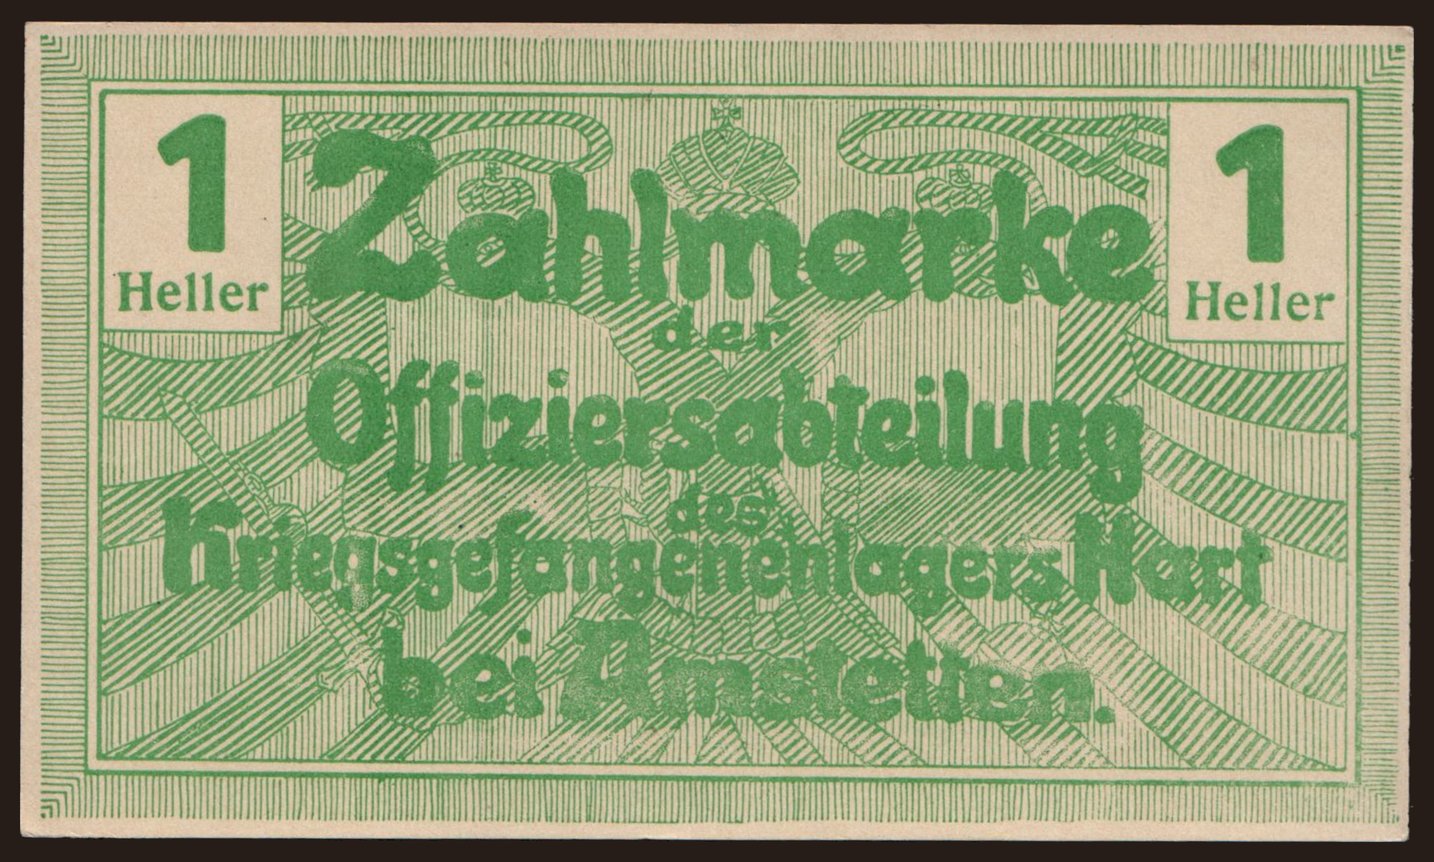 1
Heller
1
Heller
Zahlmarke
der
Offiziersabteilung
des
Kriegsgefangenenlagers Hart
bei Amstetten.